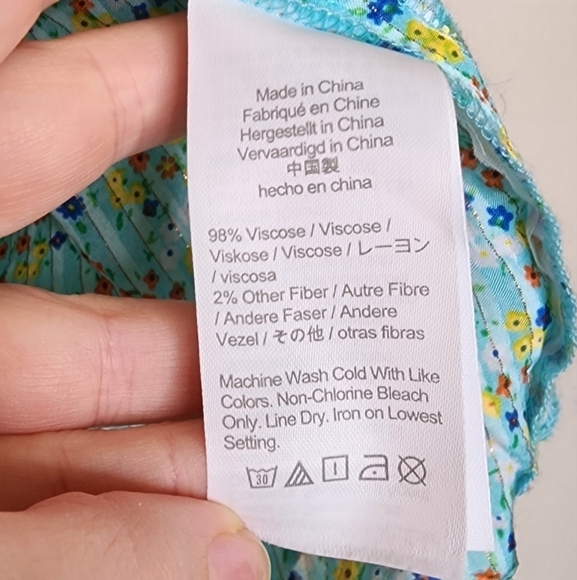 Made in China
Fabriqué en Chine
Hergestellt in China
Vervaardigd in China
中国製
hecho en china
98% Viscose / Viscose /
Viskose / Viscose / レーヨン
/ viscosa
2% Other Fiber / Autre Fibre
/ Andere Faser / Andere
Vezel / その他 / otras fibras
Machine Wash Cold With Like
Colors. Non-Chlorine Bleach
Only. Line Dry. Iron on Lowest
Setting.
30